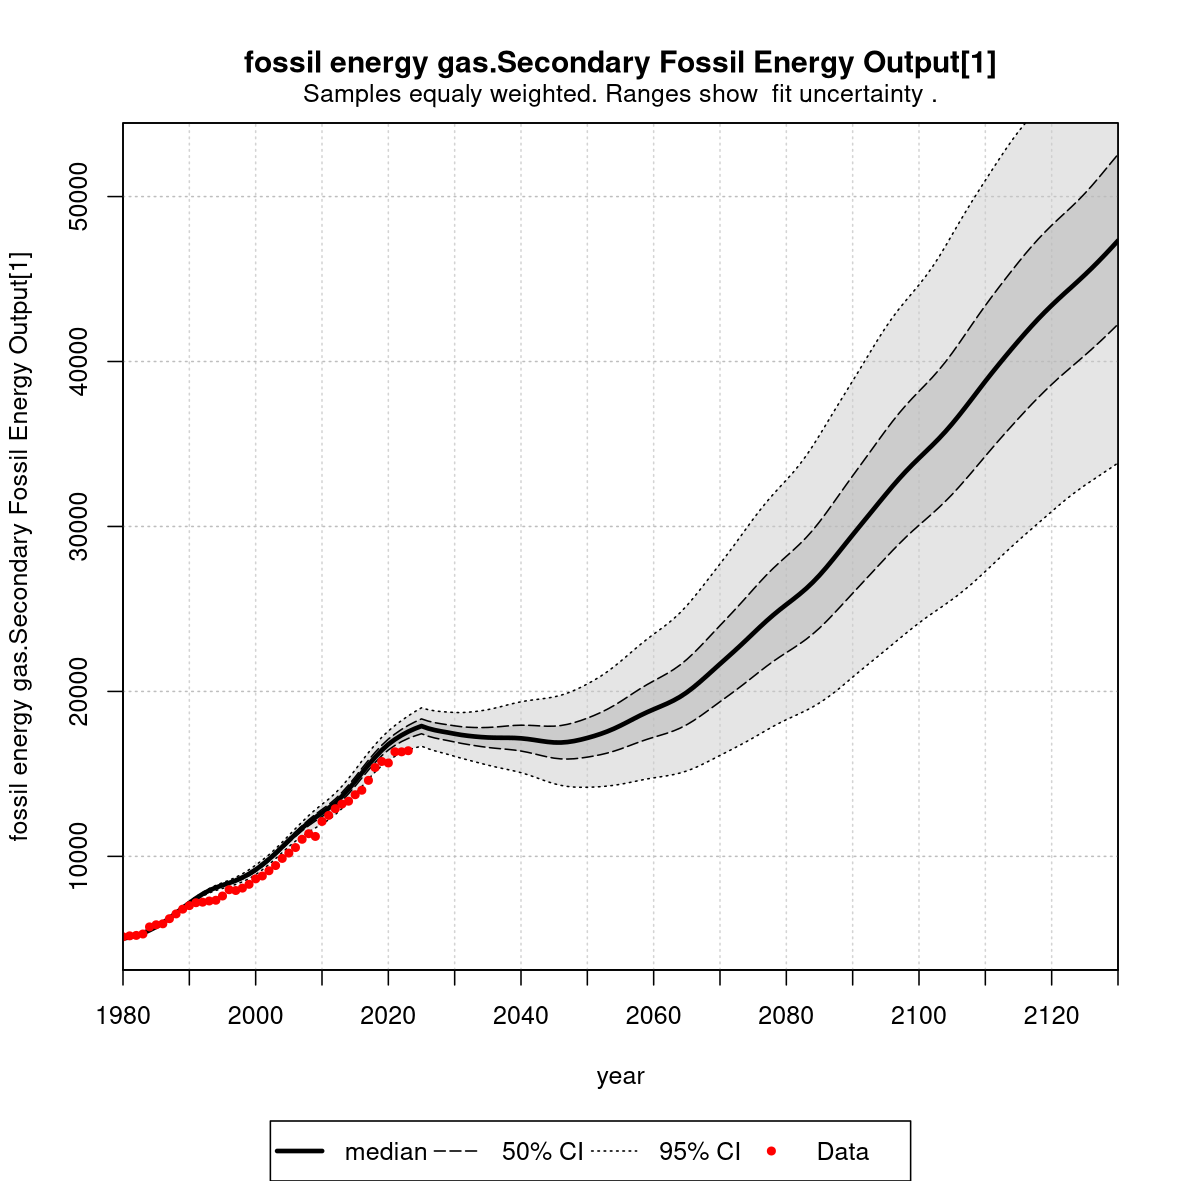 fossil energy gas.Secondary Fossil Energy Output[1]
Samples equaly weighted. Ranges show  fit uncertainty .
fossil energy gas.Secondary Fossil Energy Output[1]
50000
40000
30000
20000
10000
1980 2000 2020 2040 2060 2080 2100 2120
year
median 50% CI 95% CI Data